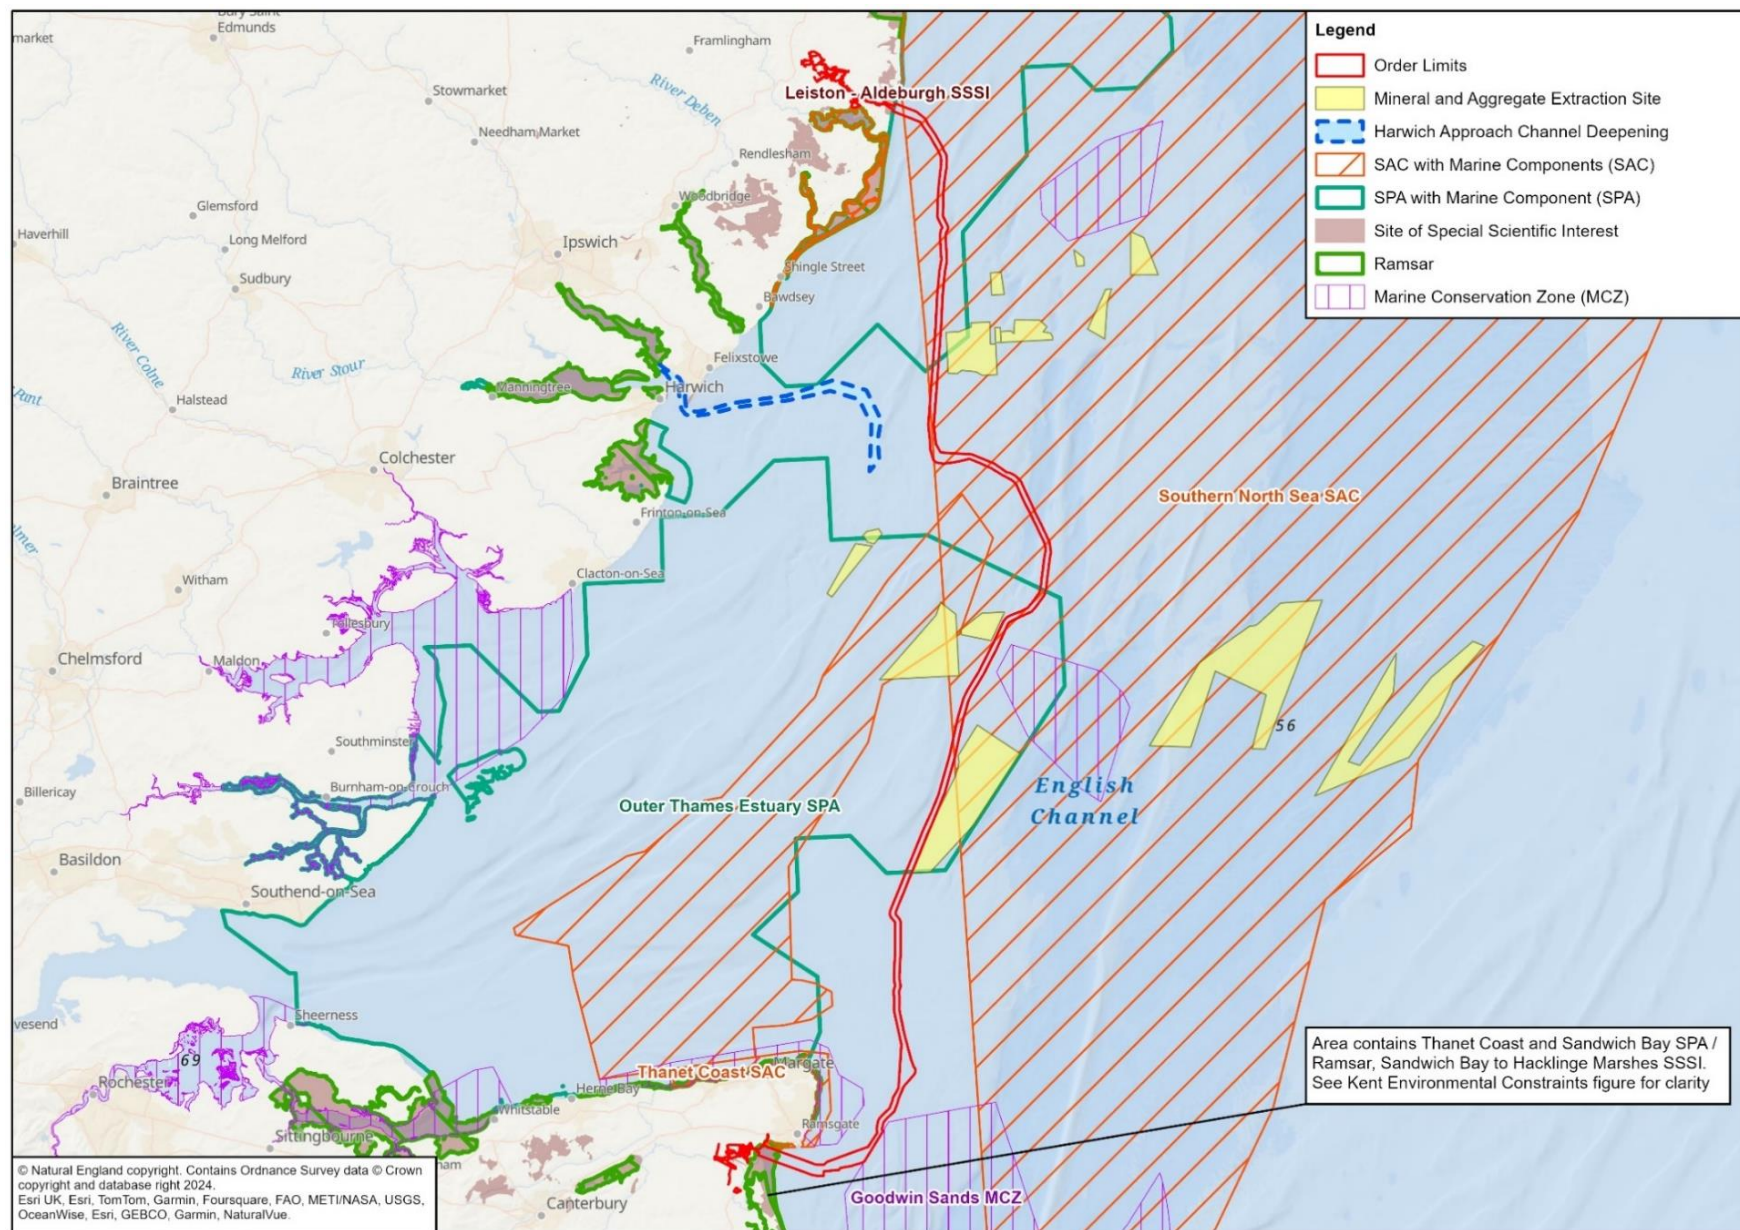 market
Bury Saint
Edmunds
Framlingham
River Deben
Stowmarket
Leiston - Aldeburgh SSSI
Needham Market
Rendlesham
Woodbridge
Glemsford
Haverhill
Long Melford
Ipswich
Sudbury
Shingle Street
Bawdsey
River Colne
River Stour
Felixstowe
Manningtree
Harwich
Pant
Halstead
Colchester
Braintree
Southern North Sea SAC
Frinton-on-Sea
Witham
Clacton-on-Sea
Tollesbury
Chelmsford
Maldon
56
Southminster
Burnham-on-Crouch
Billericay
English
Channel
Outer Thames Estuary SPA
Basildon
Southend-on-Sea
Sheerness
vesend
69
Rochester
Margate
Thanet Coast SAC
Herne Bay
Whitstable
Ramsgate
Sittingbourne
Canterbury
Goodwin Sands MCZ
Legend
Order Limits
Mineral and Aggregate Extraction Site
Harwich Approach Channel Deepening
SAC with Marine Components (SAC)
SPA with Marine Component (SPA)
Site of Special Scientific Interest
Ramsar
Marine Conservation Zone (MCZ)
Area contains Thanet Coast and Sandwich Bay SPA /
Ramsar, Sandwich Bay to Hacklinge Marshes SSSI.
See Kent Environmental Constraints figure for clarity
© Natural England copyright. Contains Ordnance Survey data © Crown
copyright and database right 2024.
Esri UK, Esri, TomTom, Garmin, Foursquare, FAO, METI/NASA, USGS,
OceanWise, Esri, GEBCO, Garmin, NaturalVue.